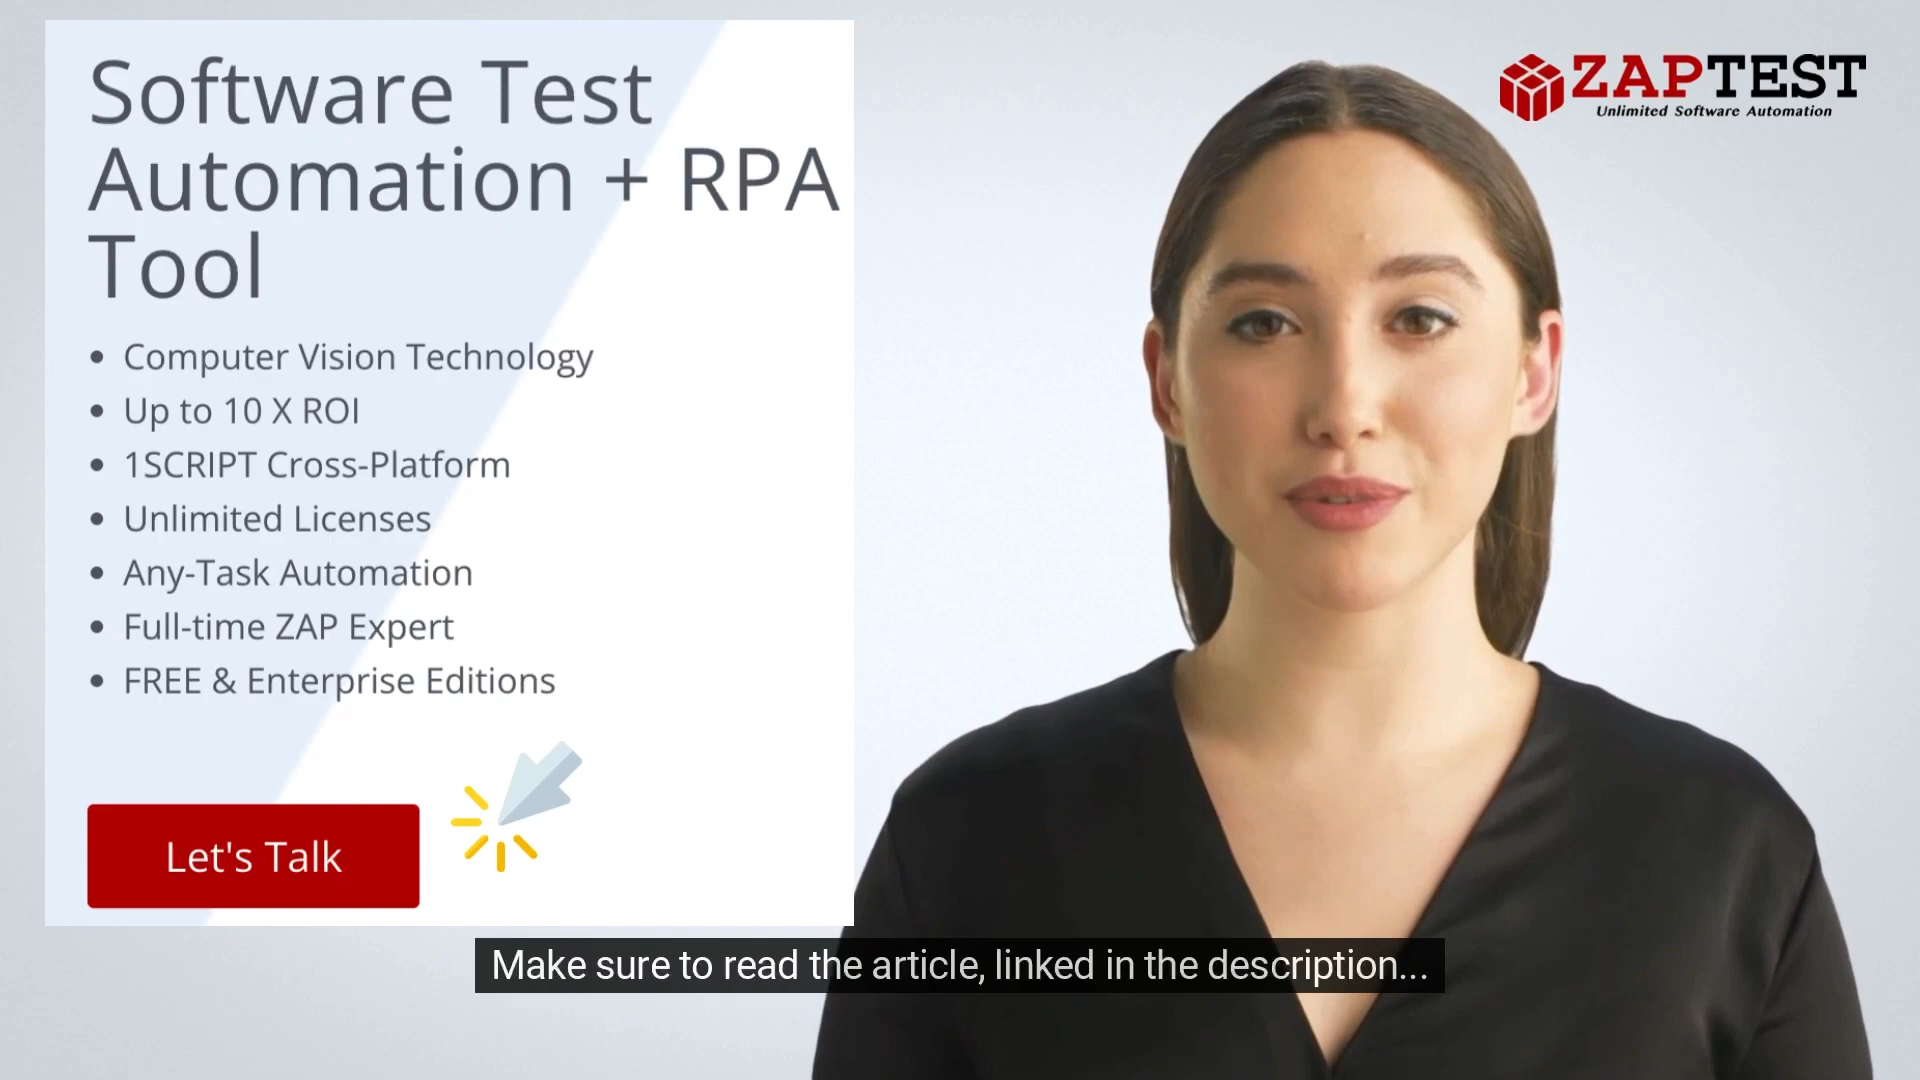 Software Test
Automation + RPA
Tool
• Computer Vision Technology
• Up to 10 X ROI
• 1SCRIPT Cross-Platform
• Unlimited Licenses
• Any-Task Automation
• Full-time ZAP Expert
• FREE & Enterprise Editions
Let's Talk
ZAPTEST
Unlimited Software Automation
Make sure to read the article, linked in the description...